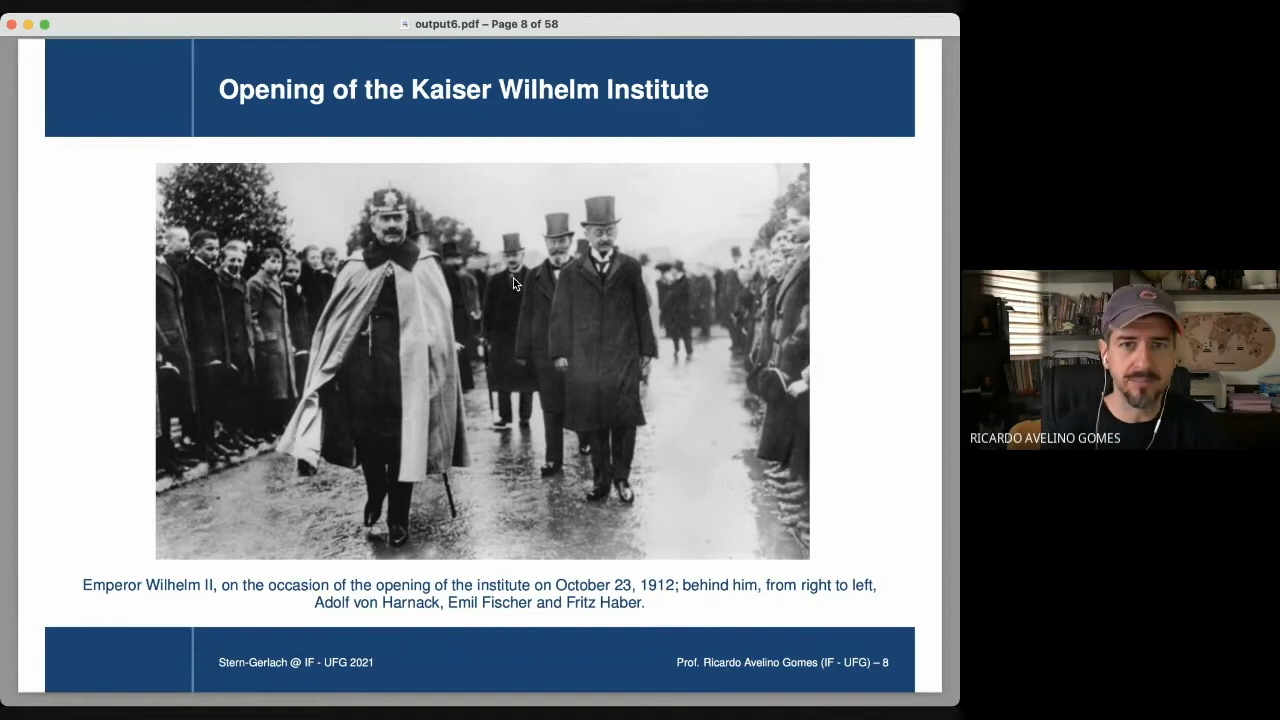 output6.pdf – Page 8 of 58
Opening of the Kaiser Wilhelm Institute
Emperor Wilhelm II, on the occasion of the opening of the institute on October 23, 1912; behind him, from right to left,
Adolf von Harnack, Emil Fischer and Fritz Haber.
Stern-Gerlach @ IF - UFG 2021
Prof. Ricardo Avelino Gomes (IF - UFG) – 8
RICARDO AVELINO GOMES